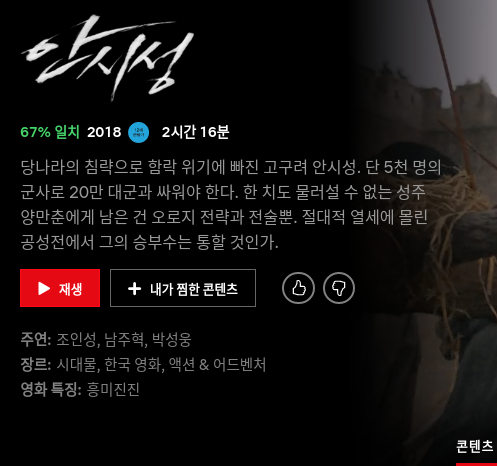 안시성
67% 일치 2018 2시간 16분
당나라의 침략으로 함락 위기에 빠진 고구려 안시성. 단 5천 명의
군사로 20만 대군과 싸워야 한다. 한 치도 물러설 수 없는 성주
양만춘에게 남은 건 오로지 전략과 전술뿐. 절대적 열세에 몰린
공성전에서 그의 승부수는 통할 것인가.
재생 내가 찜한 콘텐츠
주연: 조인성, 남주혁, 박성웅
장르: 시대물, 한국 영화, 액션 & 어드벤처
영화 특징: 흥미진진
콘텐츠